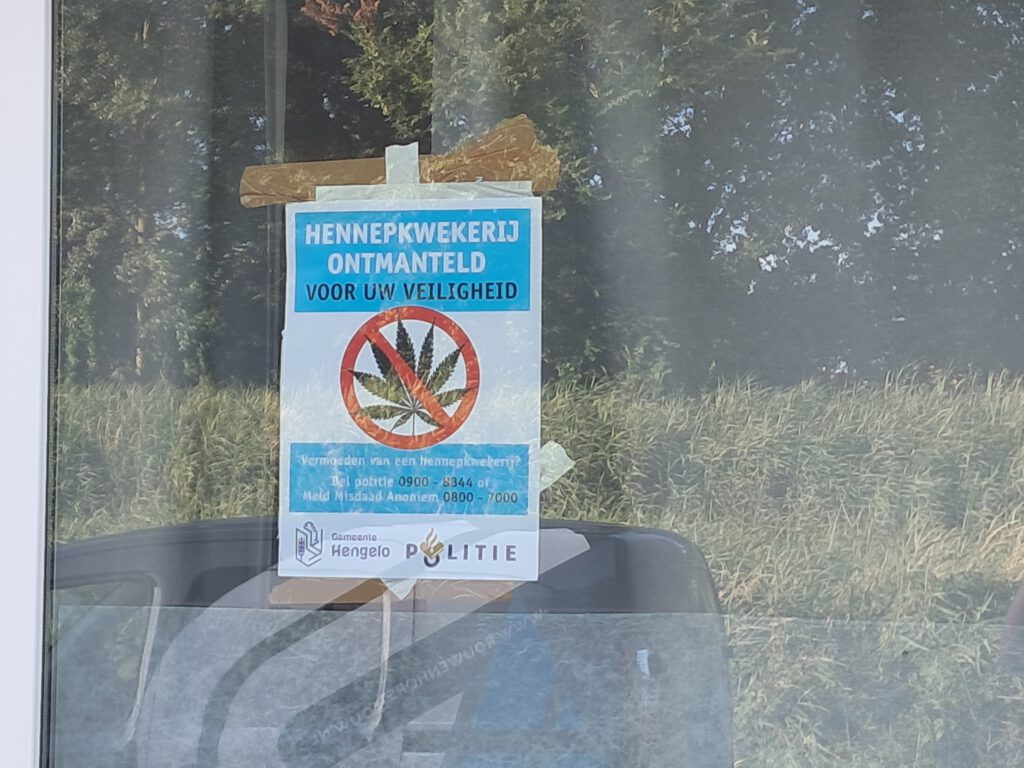 HENNEPKWEKERIJ
ONTMANTELD
VOOR UW VEILIGHEID
Vermoeden van een hennepkwekerij?
Bel politie 0900 - 8844 of
Meld Misdaad Anoniem 0800 - 7000
Gemeente
Hengelo
POLITIE